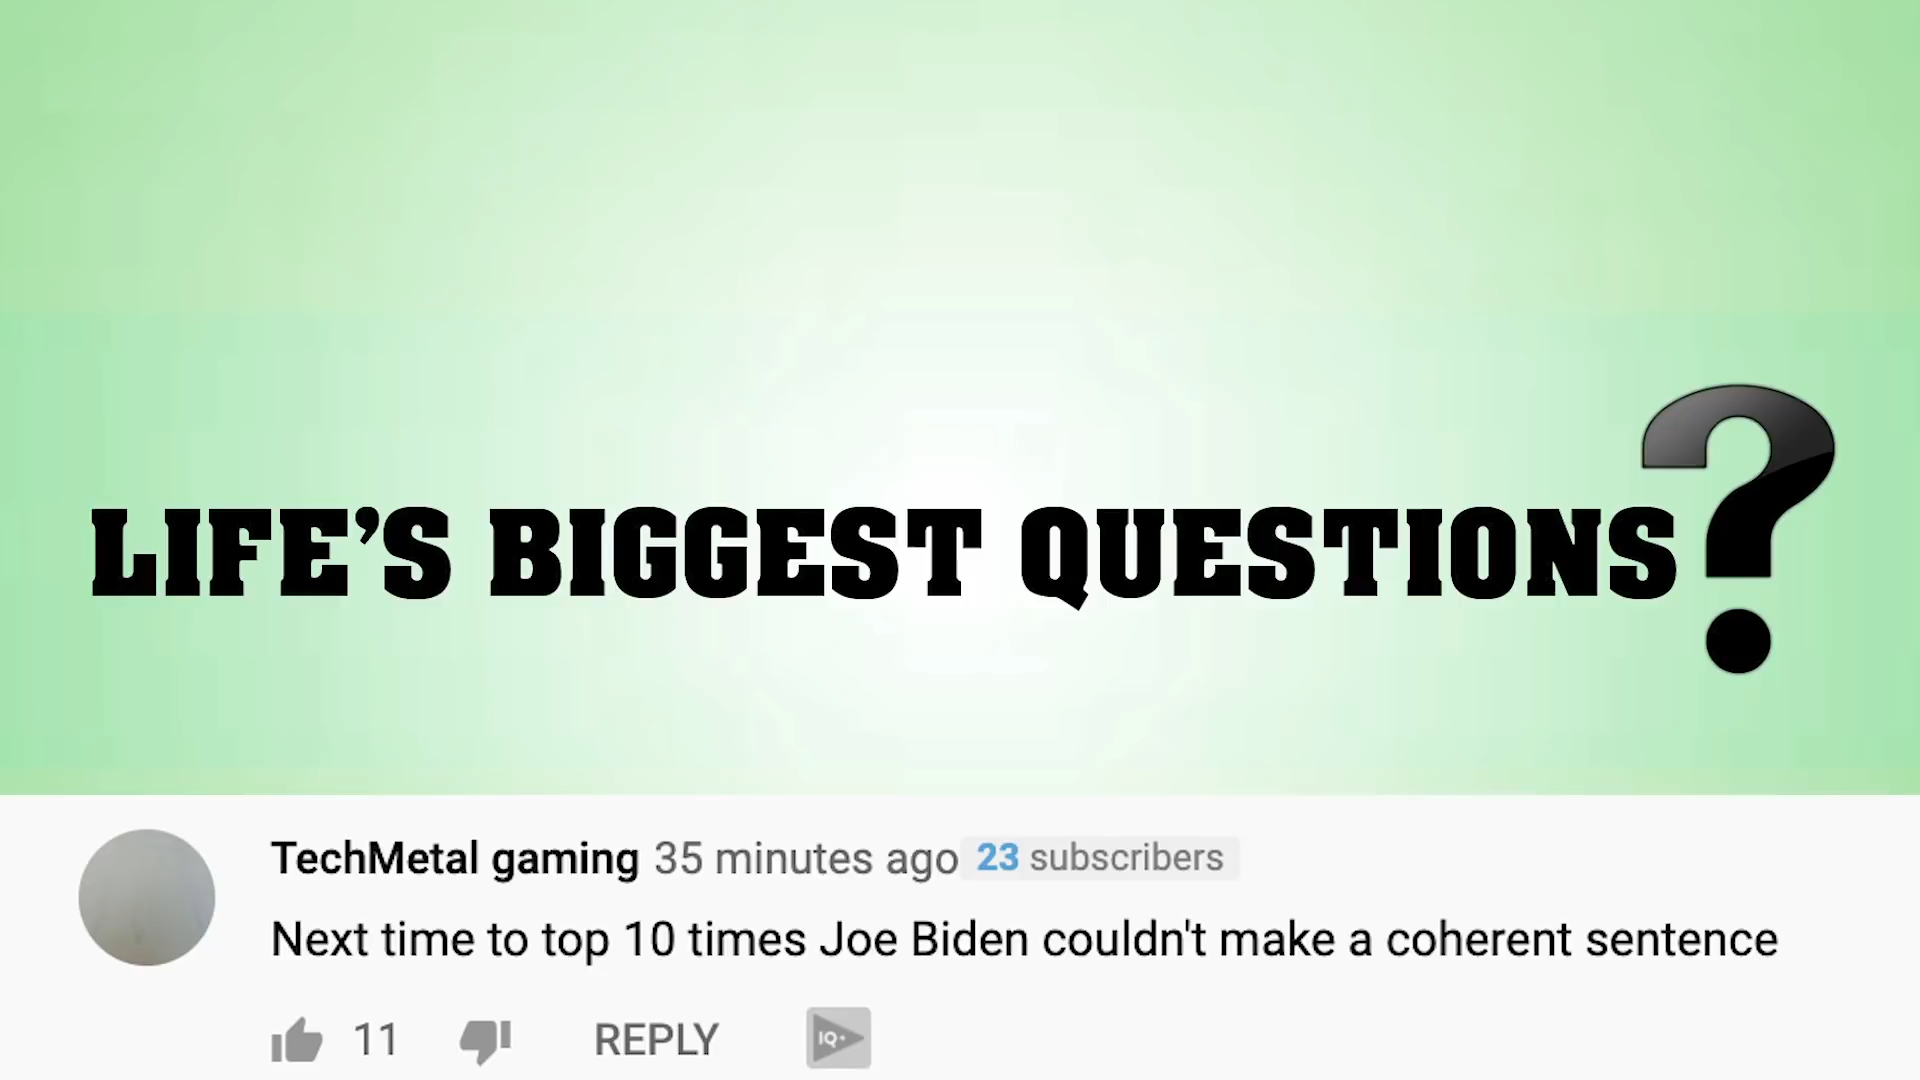 LIFE'S BIGGEST QUESTIONS?
TechMetal gaming 35 minutes ago 23 subscribers
Next time to top 10 times Joe Biden couldn't make a coherent sentence
11 REPLY IQ+